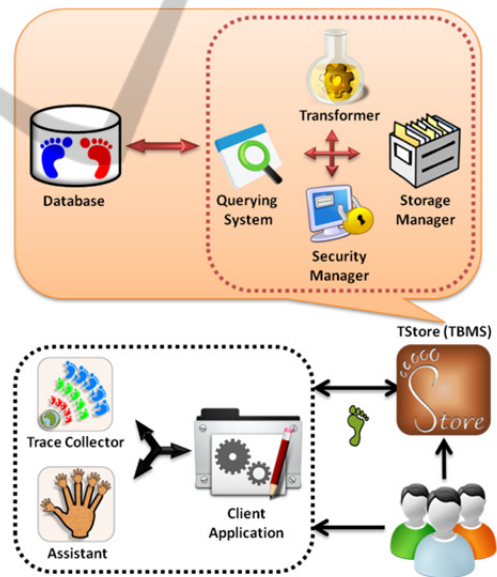 Transformer
Database
Querying
System
Storage
Manager
Security
Manager
TStore (TBMS)
Store
Trace Collector
Client
Application
Assistant